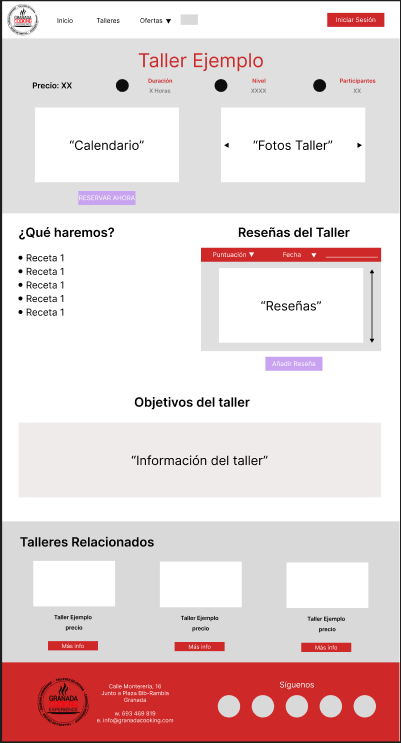 GRANADA
COOKING
Inicio
Talleres
Ofertas
Iniciar Sesión
Taller Ejemplo
Precio: XX
Duración
X Horas
Nivel
XXXX
Participantes
XX
“Calendario”
“Fotos Taller”
RESERVAR AHORA
¿Qué haremos?
Receta 1
Receta 1
Receta 1
Receta 1
Receta 1
Reseñas del Taller
Puntuación
Fecha
“Reseñas”
Añadir Reseña
Objetivos del taller
“Información del taller”
Talleres Relacionados
Taller Ejemplo
precio
Más info
Taller Ejemplo
precio
Más info
Taller Ejemplo
precio
Más info
GRANADA
EXPERIENCE
Calle Montereria, 16
Junto a Plaza Bib-Rambla
Granada
w. 693 469 819
e. info@granadacooking.com
Síguenos